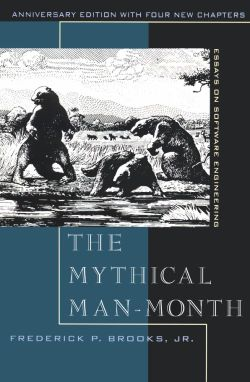 ANNIVERSARY EDITION WITH FOUR NEW CHAPTERS
ESSAYS ON SOFTWARE ENGINEERING
THE
MYTHICAL
MAN-MONTH
FREDERICK P. BROOKS, JR.